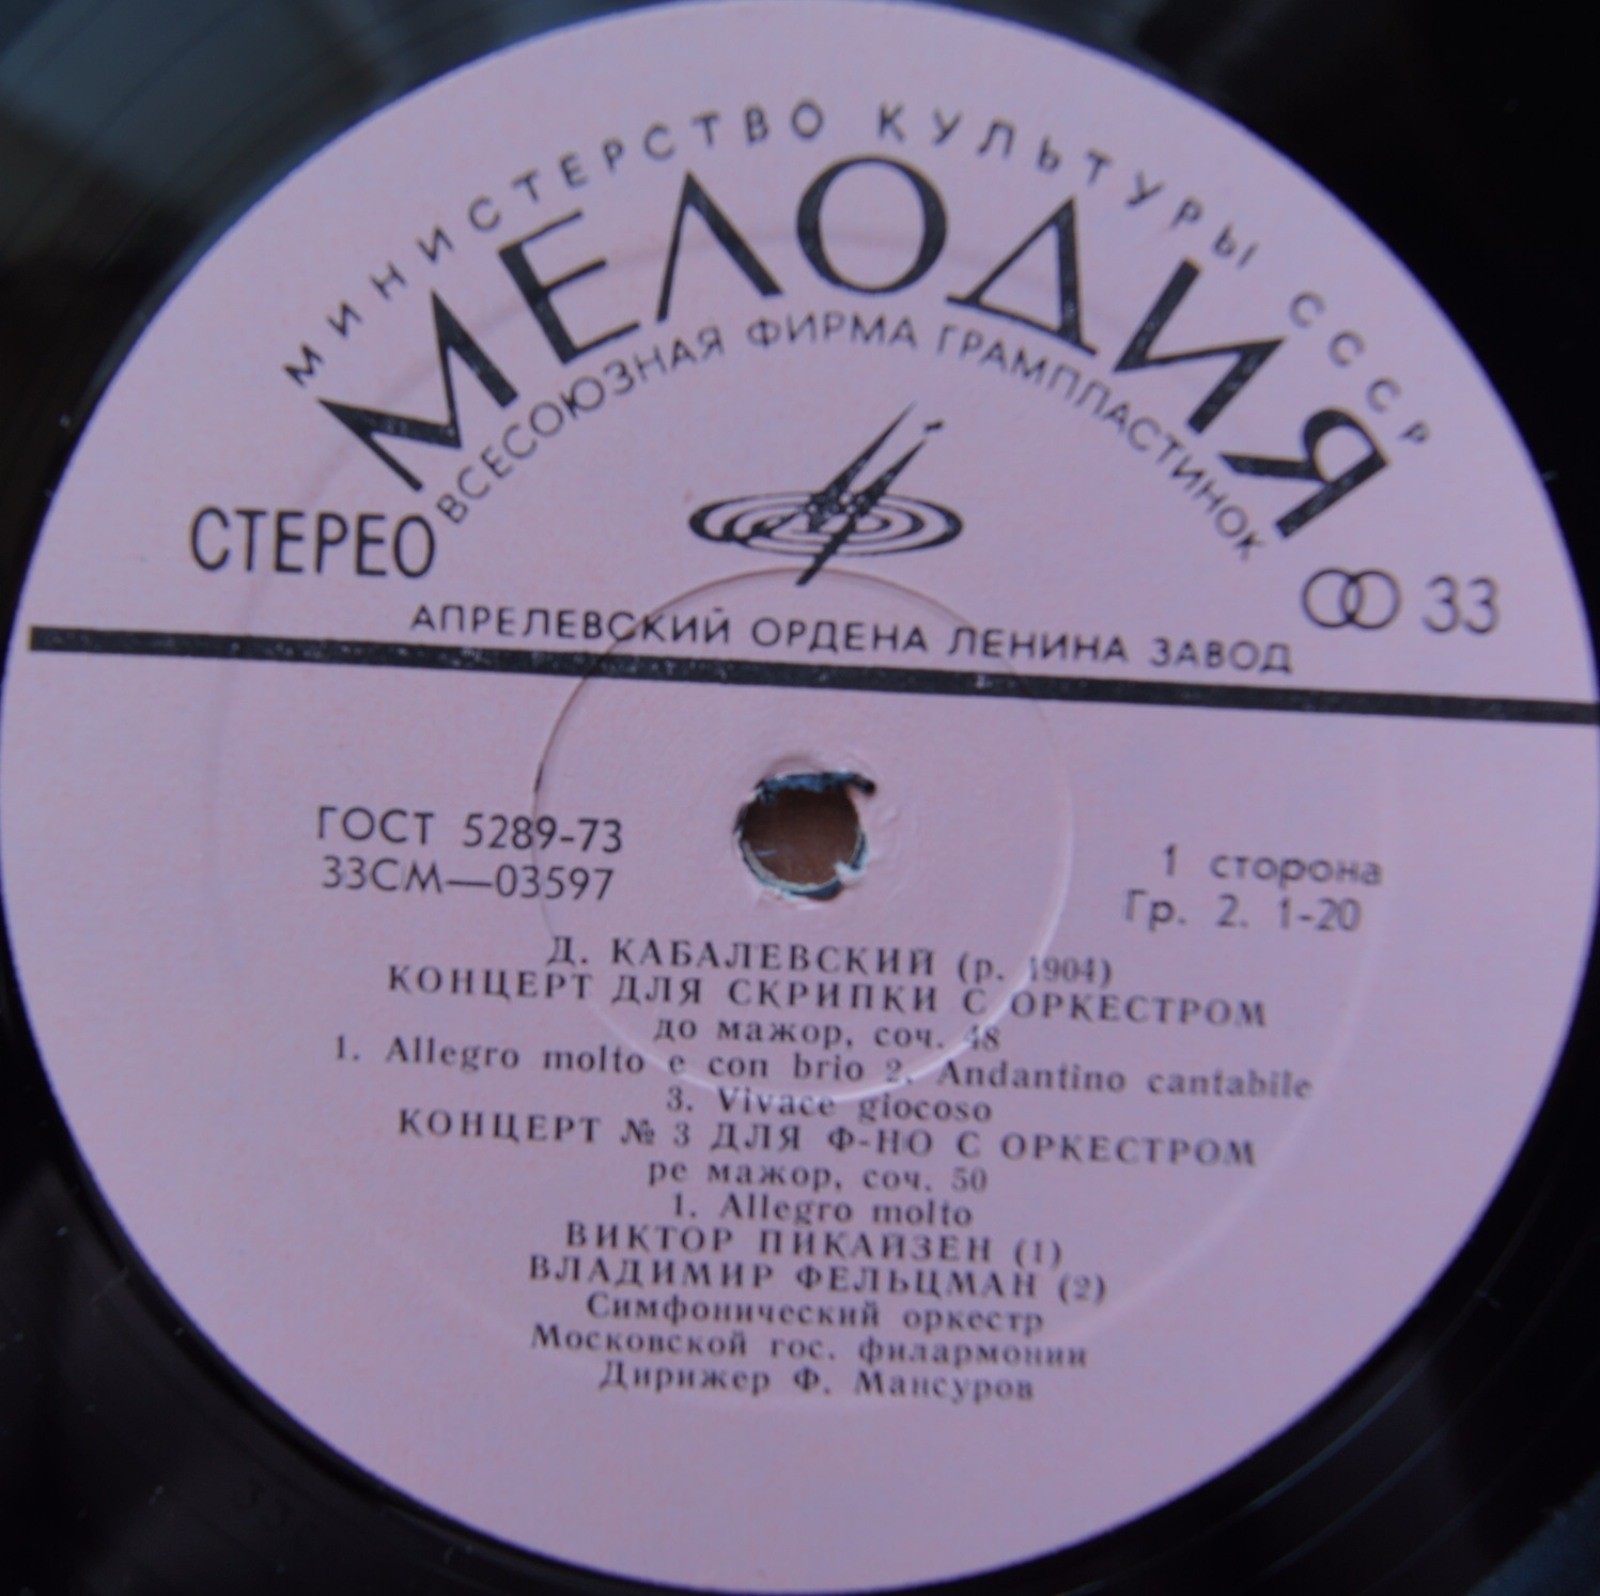 МИНИСТЕРСТВО КУЛЬТУРЫ СССР
МЕЛОДИЯ
ВСЕСОЮЗНАЯ ФИРМА ГРАМПЛАСТИНОК
СТЕРЕО
33
АПРЕЛЕВСКИЙ ОРДЕНА ЛЕНИНА ЗАВОД
ГОСТ 5289-73
33СМ—03597
1 сторона
Гр. 2. 1-20
Д. КАБАЛЕВСКИЙ (р. 1904)
КОНЦЕРТ ДЛЯ СКРИПКИ С ОРКЕСТРОМ
до мажор, соч. 48
1. Allegro molto e con brio 2. Andantino cantabile
3. Vivace giocoso
КОНЦЕРТ № 3 ДЛЯ Ф-НО С ОРКЕСТРОМ
ре мажор, соч. 50
1. Allegro molto
ВИКТОР ПИКАЙЗЕН (1)
ВЛАДИМИР ФЕЛЬЦМАН (2)
Симфонический оркестр
Московской гос. филармонии
Дирижер Ф. Мансуров